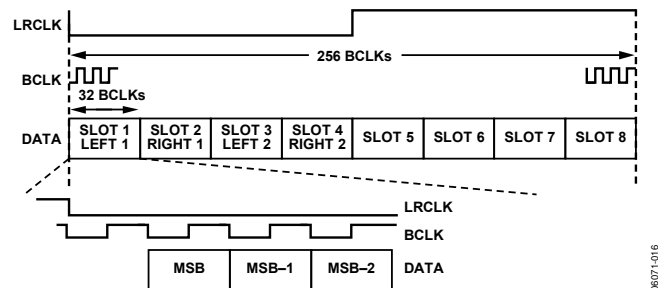 LRCLK
256 BCLKs
BCLK
32 BCLKs
DATA
SLOT 1 LEFT 1
SLOT 2 RIGHT 1
SLOT 3 LEFT 2
SLOT 4 RIGHT 2
SLOT 5
SLOT 6
SLOT 7
SLOT 8
LRCLK
BCLK
MSB
MSB–1
MSB–2
DATA
06071-016